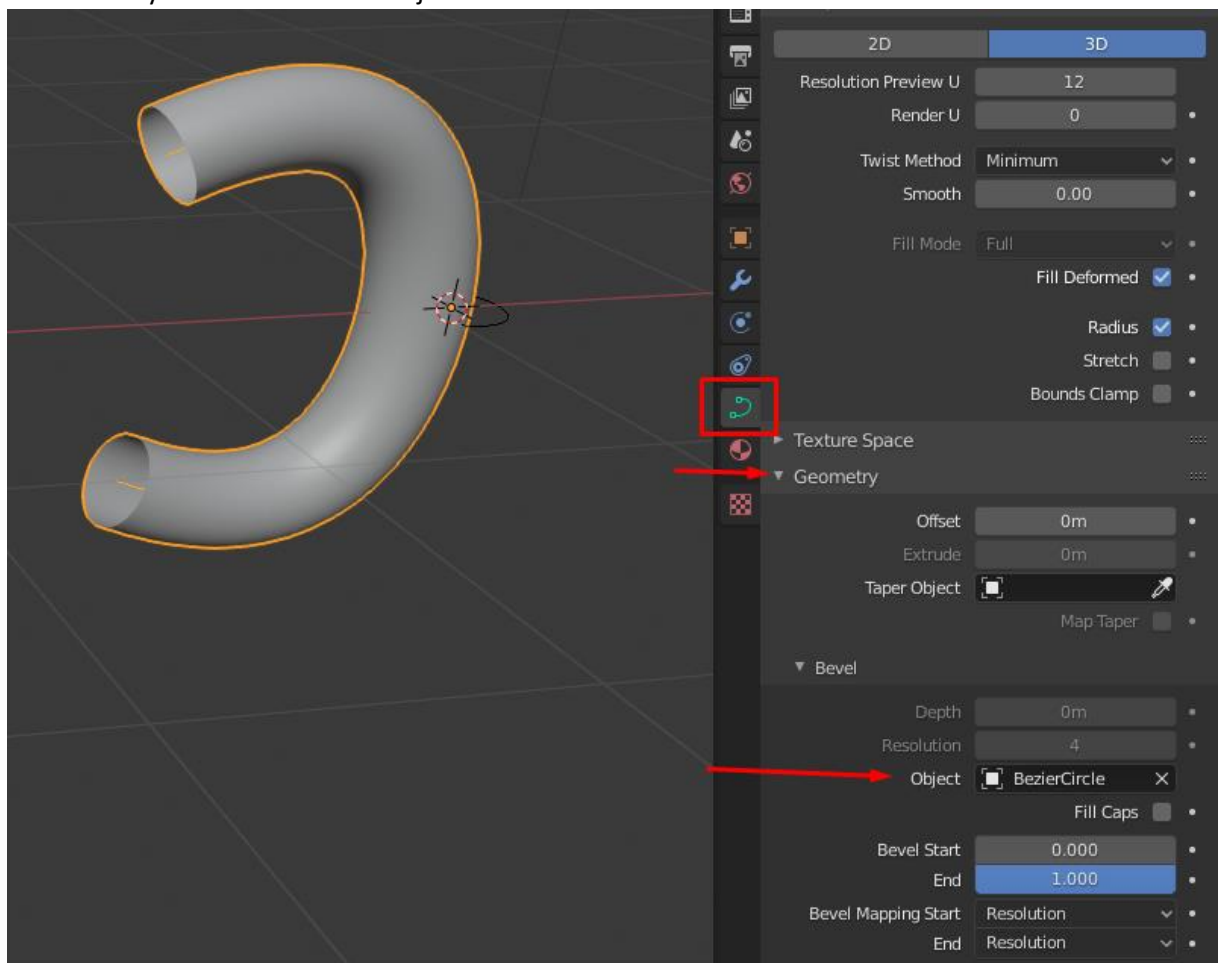 2D 3D
Resolution Preview U 12
Render U 0
Twist Method Minimum
Smooth 0.00
Fill Mode Full
Fill Deformed
Radius
Stretch
Bounds Clamp
Texture Space
Geometry
Offset 0m
Extrude 0m
Taper Object
Map Taper
Bevel
Depth 0m
Resolution 4
Object BezierCircle
Fill Caps
Bevel Start 0.000
End 1.000
Bevel Mapping Start Resolution
End Resolution